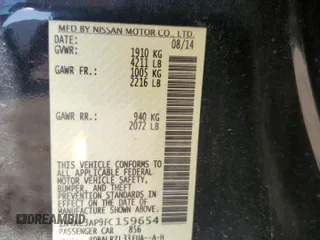 MFD BY NISSAN MOTOR CO., LTD.
DATE: 08/14
GVWR: 1910 KG
4211 LB
GAWR FR: 1005 KG
2216 LB
GAWR RR: 940 KG
2072 LB
THIS VEHICLE CONFORMS TO ALL
APPLICABLE FEDERAL MOTOR
VEHICLE SAFETY STANDARDS,
BUMPER, AND THEFT
PREVENTION STANDARDS
IN EFFECT ON THE DATE OF
MANUFACTURE SHOWN ABOVE.
AP9FC159654
PASSENGER CAR 856
DREAMBID